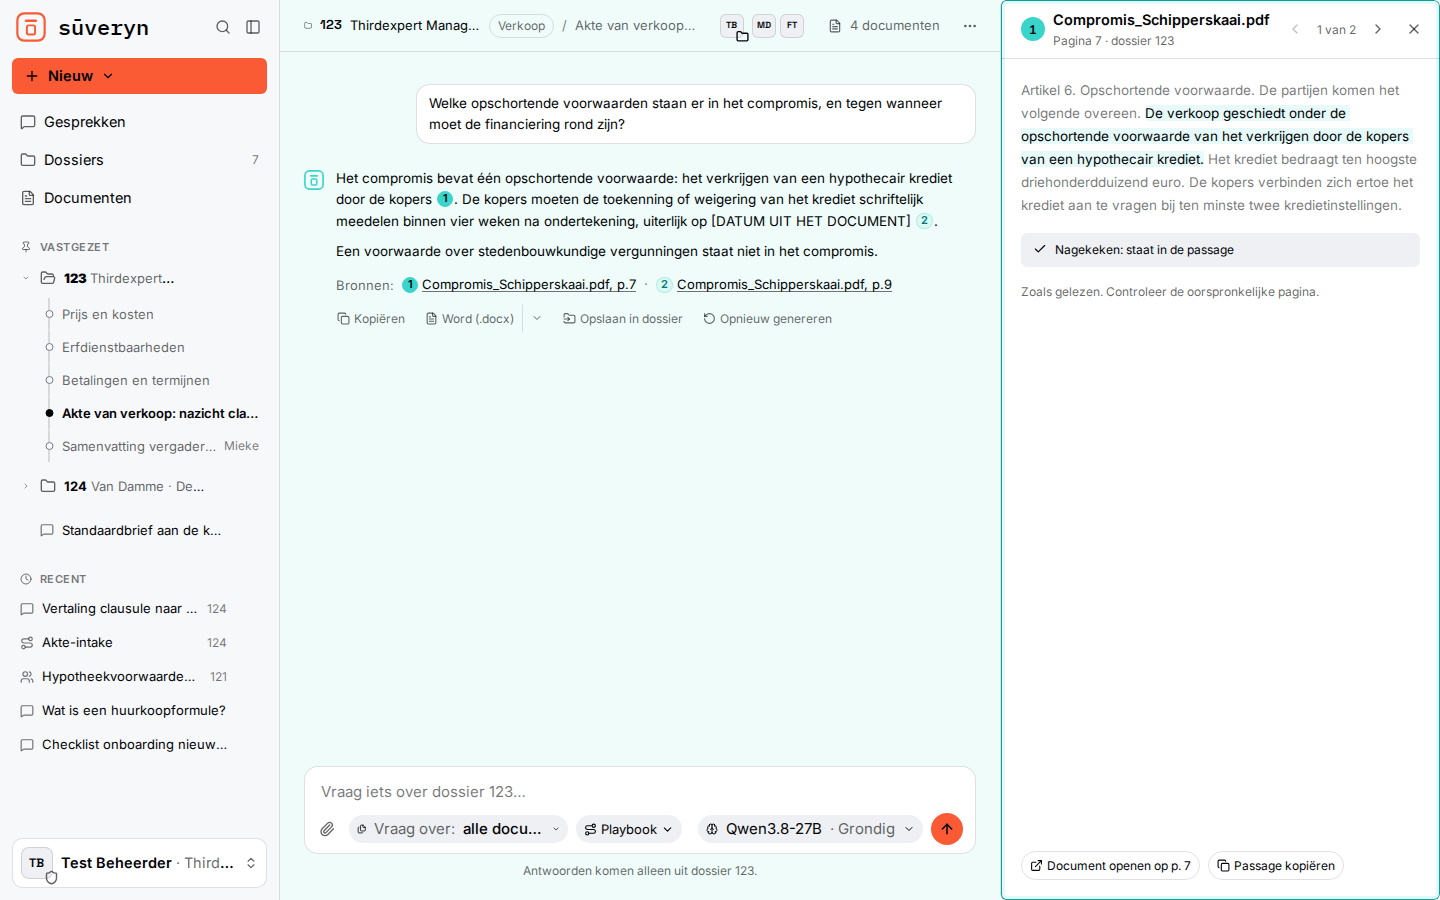 sūveryn
Nieuw
Gesprekken
Dossiers 7
Documenten
VASTGEZET
123 Thirdexpert...
Prijs en kosten
Erfdienstbaarheden
Betalingen en termijnen
Akte van verkoop: nazicht cla...
Samenvatting vergader... Mieke
124 Van Damme · De...
Standaardbrief aan de k...
RECENT
Vertaling clausule naar ... 124
Akte-intake 124
Hypotheekvoorwaarde... 121
Wat is een huurkoopformule?
Checklist onboarding nieuw...
TB Test Beheerder · Third...
123 Thirdexpert Manag... Verkoop / Akte van verkoop... TB MD FT 4 documenten
Welke opschortende voorwaarden staan er in het compromis, en tegen wanneer
moet de financiering rond zijn?
Het compromis bevat één opschortende voorwaarde: het verkrijgen van een hypothecair krediet
door de kopers 1. De kopers moeten de toekenning of weigering van het krediet schriftelijk
meedelen binnen vier weken na ondertekening, uiterlijk op [DATUM UIT HET DOCUMENT] 2.
Een voorwaarde over stedenbouwkundige vergunningen staat niet in het compromis.
Bronnen: 1 Compromis_Schipperskaai.pdf, p.7 · 2 Compromis_Schipperskaai.pdf, p.9
Kopiëren Word (.docx) Opslaan in dossier Opnieuw genereren
Vraag iets over dossier 123...
Vraag over: alle docu... Playbook Qwen3.8-27B · Grondig
Antwoorden komen alleen uit dossier 123.
1 Compromis_Schipperskaai.pdf 1 van 2
Pagina 7 · dossier 123
Artikel 6. Opschortende voorwaarde. De partijen komen het
volgende overeen. De verkoop geschiedt onder de
opschortende voorwaarde van het verkrijgen door de kopers
van een hypothecair krediet. Het krediet bedraagt ten hoogste
driehonderdduizend euro. De kopers verbinden zich ertoe het
krediet aan te vragen bij ten minste twee kredietinstellingen.
Nagekeken: staat in de passage
Zoals gelezen. Controleer de oorspronkelijke pagina.
Document openen op p. 7 Passage kopiëren